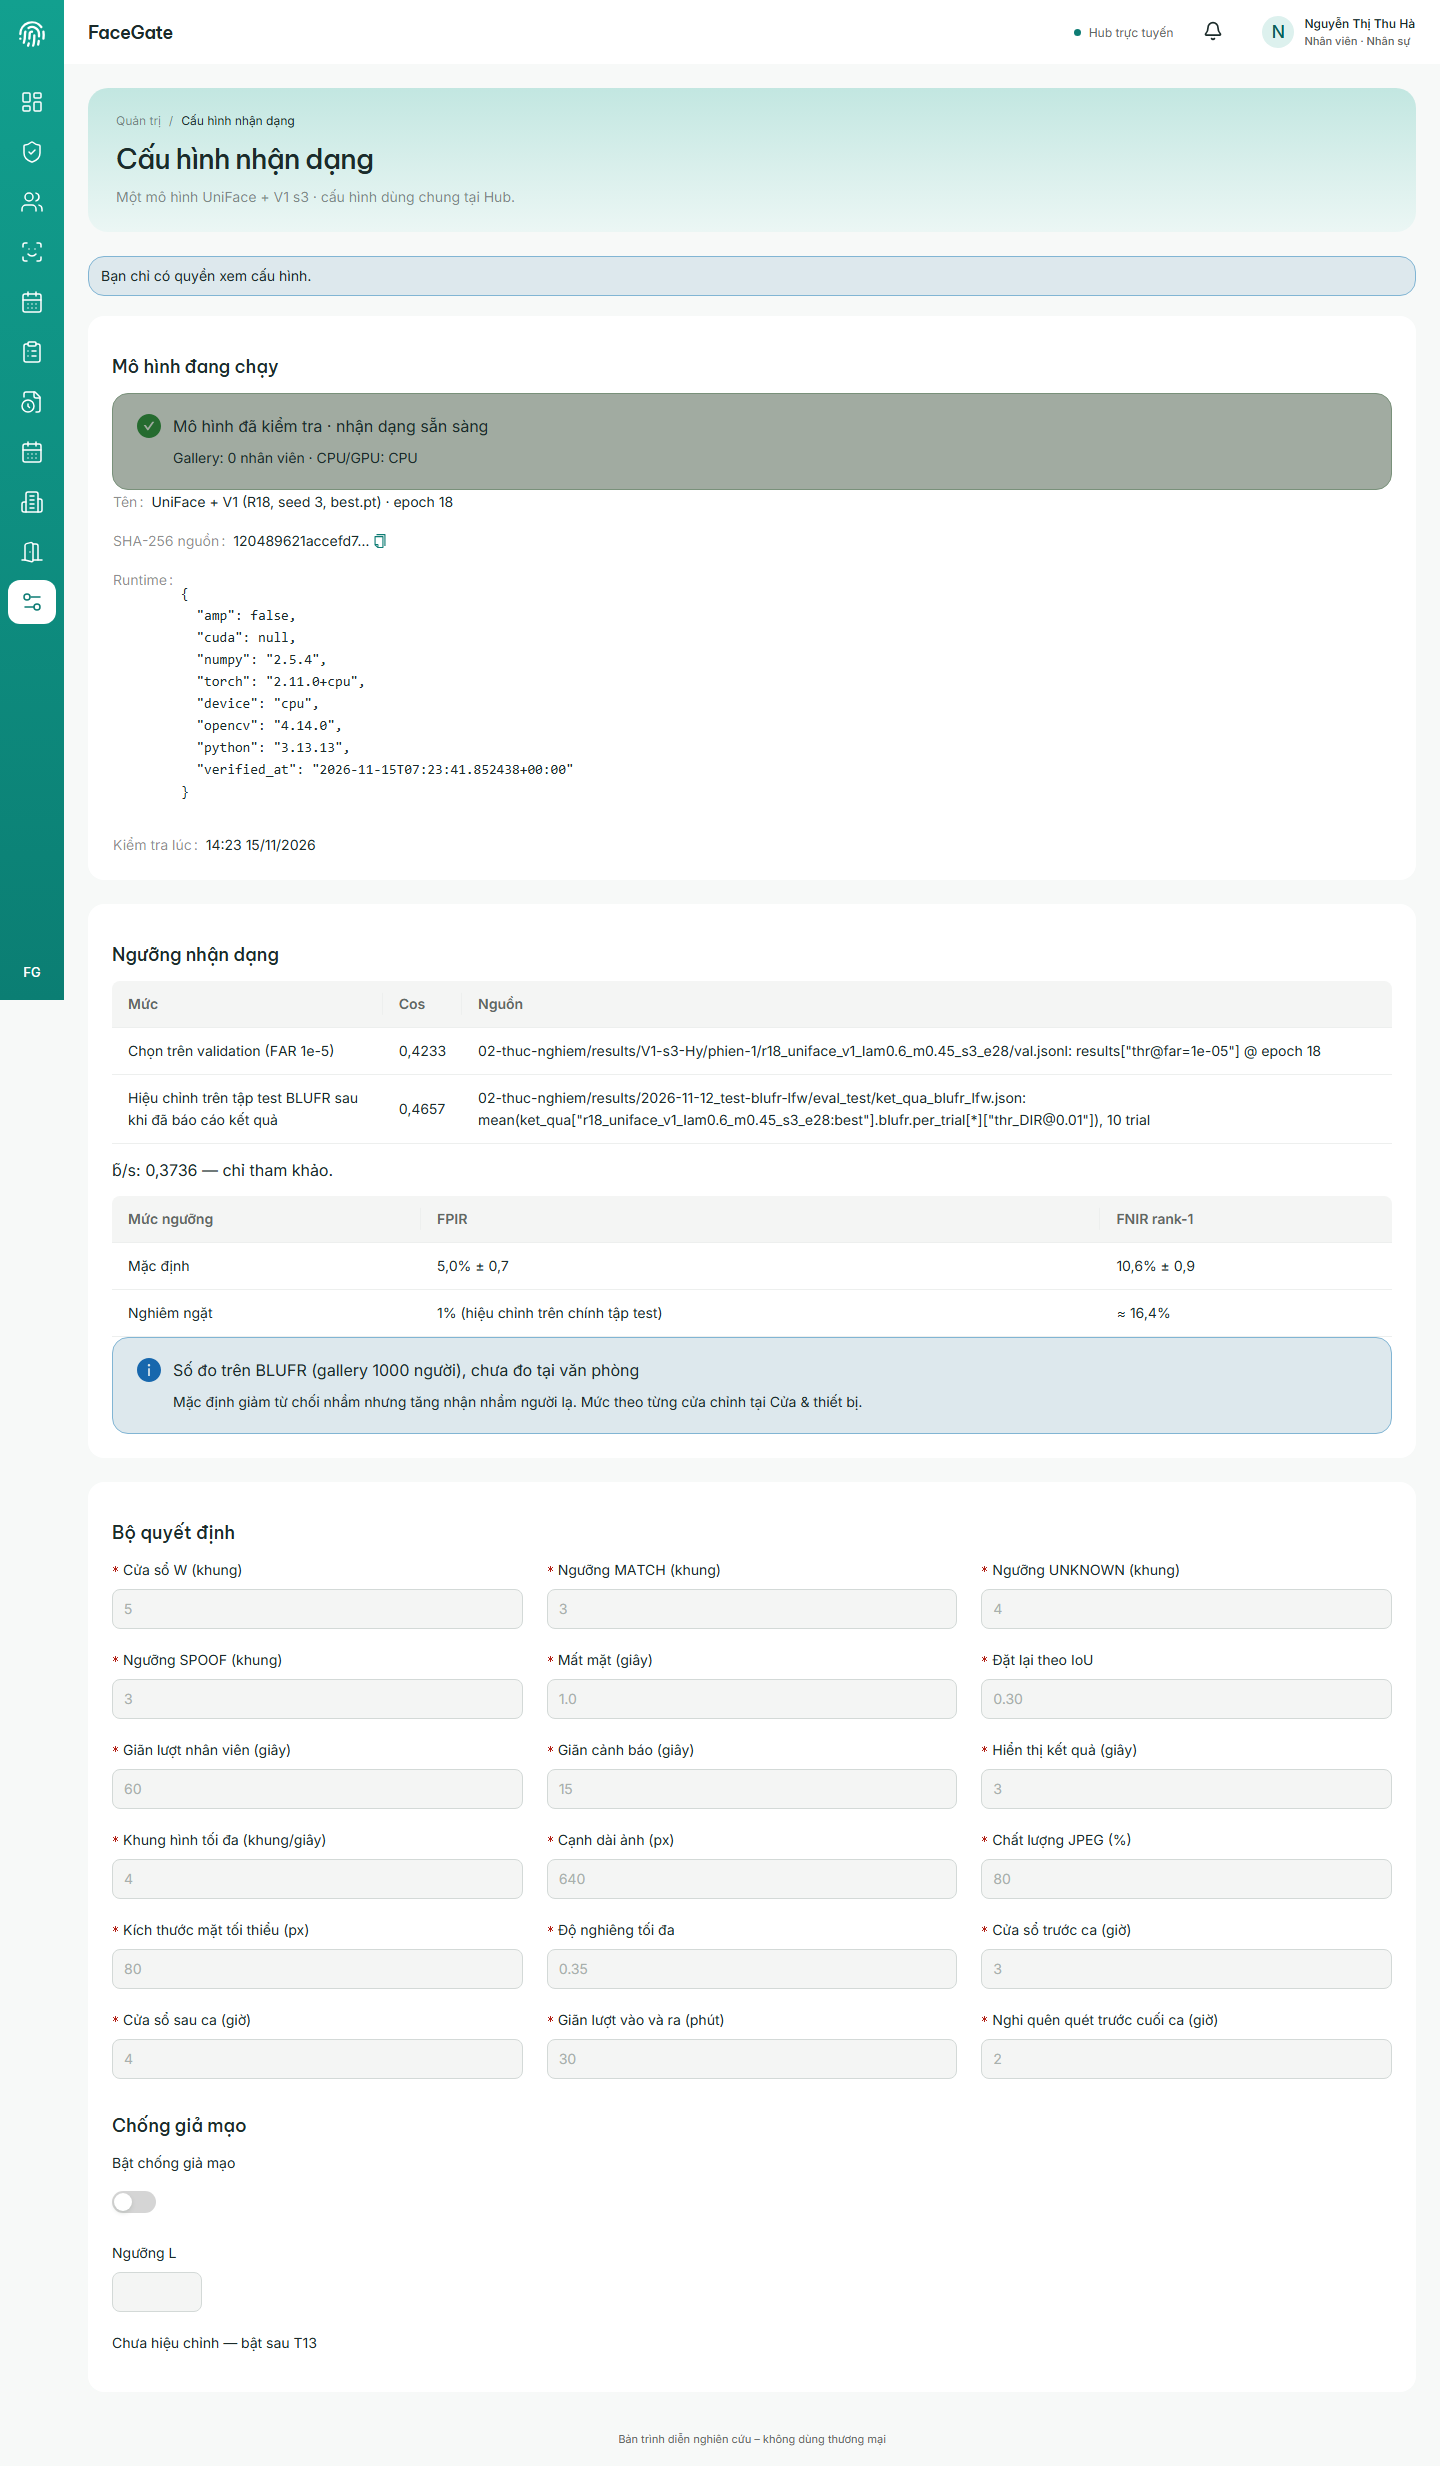 FaceGate
Hub trực tuyến
N
Nguyễn Thị Thu Hà
Nhân viên · Nhân sự
Quản trị / Cấu hình nhận dạng
Cấu hình nhận dạng
Một mô hình UniFace + V1 s3 · cấu hình dùng chung tại Hub.
Bạn chỉ có quyền xem cấu hình.
Mô hình đang chạy
Mô hình đã kiểm tra · nhận dạng sẵn sàng
Gallery: 0 nhân viên · CPU/GPU: CPU
Tên: UniFace + V1 (R18, seed 3, best.pt) · epoch 18
SHA-256 nguồn: 120489621accefd7...
Runtime:
{
"amp": false,
"cuda": null,
"numpy": "2.5.4",
"torch": "2.11.0+cpu",
"device": "cpu",
"opencv": "4.14.0",
"python": "3.13.13",
"verified_at": "2026-11-15T07:23:41.852438+00:00"
}
Kiểm tra lúc: 14:23 15/11/2026
FG
Ngưỡng nhận dạng
Mức Cos Nguồn
Chọn trên validation (FAR 1e-5) 0,4233 02-thuc-nghiem/results/V1-s3-Hy/phien-1/r18_uniface_v1_lam0.6_m0.45_s3_e28/val.jsonl: results["thr@far=1e-05"] @ epoch 18
Hiệu chỉnh trên tập test BLUFR sau
khi đã báo cáo kết quả
0,4657
02-thuc-nghiem/results/2026-11-12_test-blufr-lfw/eval_test/ket_qua_blufr_lfw.json:
mean(ket_qua["r18_uniface_v1_lam0.6_m0.45_s3_e28:best"].blufr.per_trial[*]["thr_DIR@0.01"]), 10 trial
b̃/s: 0,3736 — chỉ tham khảo.
Mức ngưỡng FPIR FNIR rank-1
Mặc định 5,0% ± 0,7 10,6% ± 0,9
Nghiêm ngặt 1% (hiệu chỉnh trên chính tập test) ≈ 16,4%
Số đo trên BLUFR (gallery 1000 người), chưa đo tại văn phòng
Mặc định giảm từ chối nhầm nhưng tăng nhận nhầm người lạ. Mức theo từng cửa chỉnh tại Cửa & thiết bị.
Bộ quyết định
* Cửa sổ W (khung) * Ngưỡng MATCH (khung) * Ngưỡng UNKNOWN (khung)
5 3 4
* Ngưỡng SPOOF (khung) * Mất mặt (giây) * Đặt lại theo IoU
3 1.0 0.30
* Giãn lượt nhân viên (giây) * Giãn cảnh báo (giây) * Hiển thị kết quả (giây)
60 15 3
* Khung hình tối đa (khung/giây) * Cạnh dài ảnh (px) * Chất lượng JPEG (%)
4 640 80
* Kích thước mặt tối thiểu (px) * Độ nghiêng tối đa * Cửa sổ trước ca (giờ)
80 0.35 3
* Cửa sổ sau ca (giờ) * Giãn lượt vào và ra (phút) * Nghi quên quét trước cuối ca (giờ)
4 30 2
Chống giả mạo
Bật chống giả mạo
Ngưỡng L
Chưa hiệu chỉnh — bật sau T13
Bản trình diễn nghiên cứu – không dùng thương mại